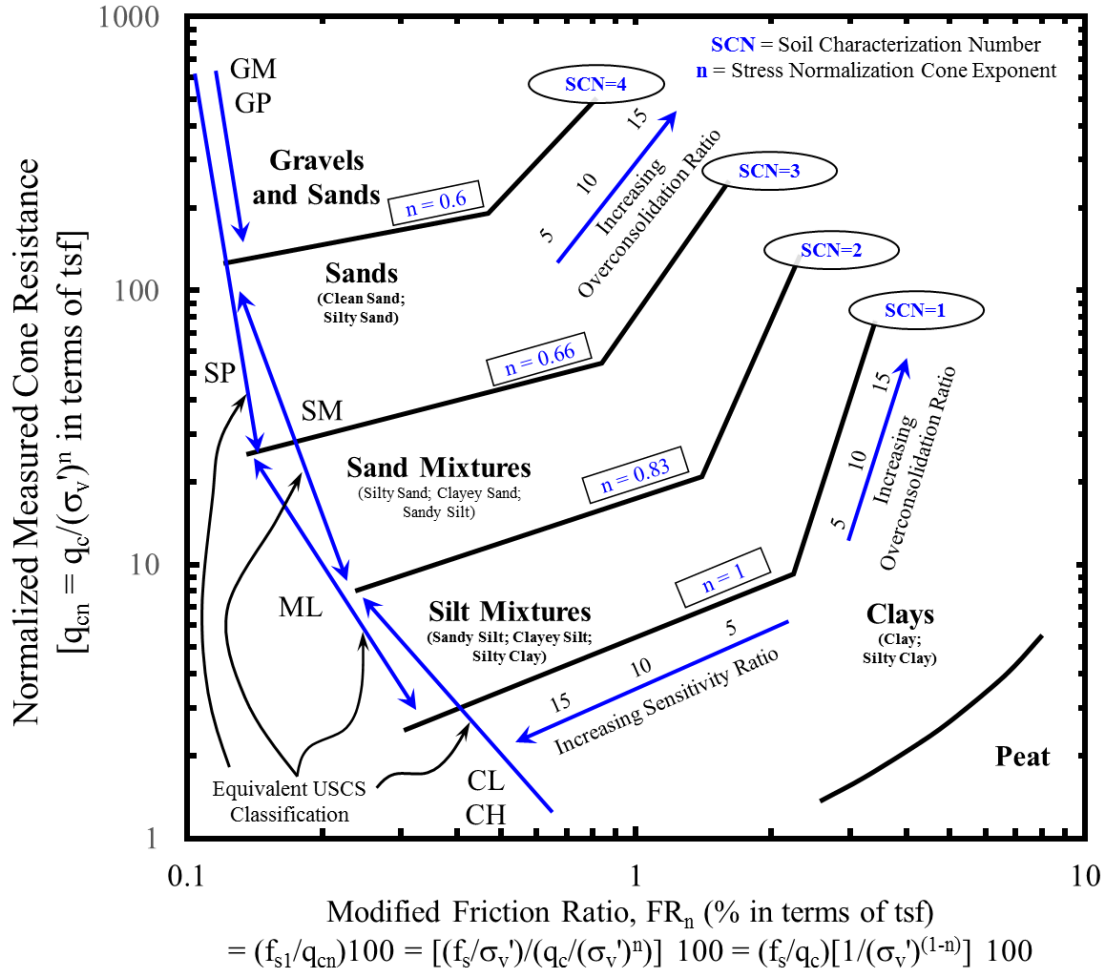 1000
100
10
1
Normalized Measured Cone Resistance
[qcn = qc/(σv')ⁿ in terms of tsf]
SCN = Soil Characterization Number
n = Stress Normalization Cone Exponent
GM
GP
SCN=4
15
10
5
Increasing
Overconsolidation Ratio
Gravels
and Sands
n = 0.6
SCN=3
Sands
(Clean Sand;
Silty Sand)
SCN=2
SCN=1
n = 0.66
SP
SM
15
10
5
Increasing
Overconsolidation Ratio
Sand Mixtures
(Silty Sand; Clayey Sand;
Sandy Silt)
n = 0.83
n = 1
ML
Silt Mixtures
(Sandy Silt; Clayey Silt;
Silty Clay)
Clays
(Clay;
Silty Clay)
5
10
15
Increasing Sensitivity Ratio
Peat
Equivalent USCS
Classification
CL
CH
0.1
1
10
Modified Friction Ratio, FRn (% in terms of tsf)
= (fs1/qcn)100 = [(fs/σv')/(qc/(σv')ⁿ)] 100 = (fs/qc)[1/(σv')⁽¹⁻ⁿ⁾] 100